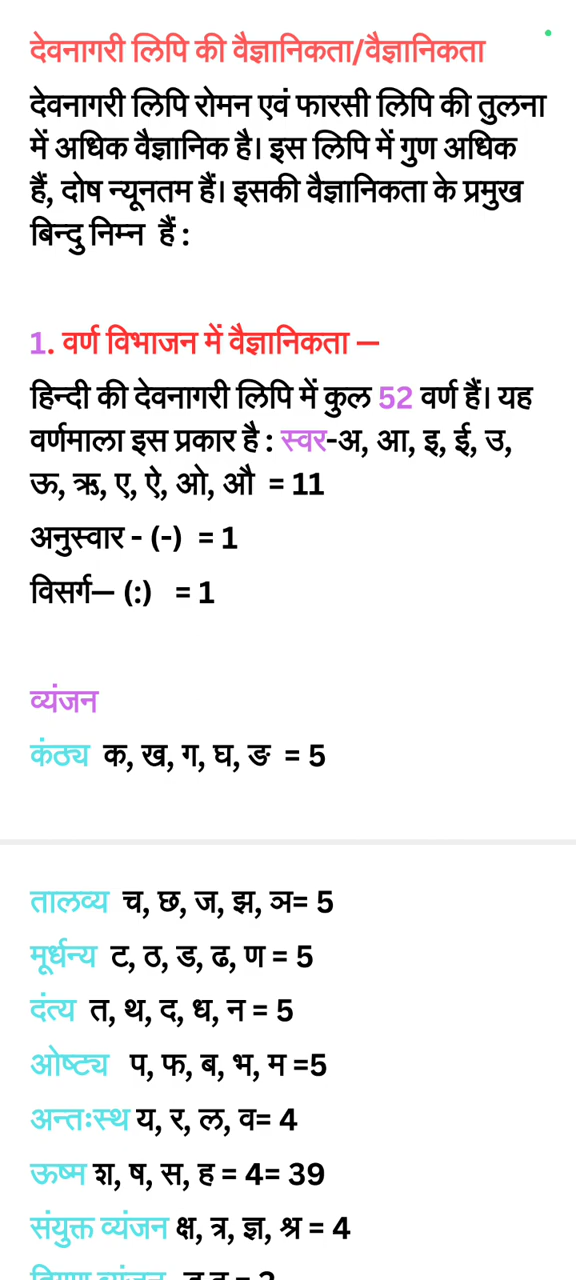 देवनागरी लिपि की वैज्ञानिकता/वैज्ञानिकता
देवनागरी लिपि रोमन एवं फारसी लिपि की तुलना
में अधिक वैज्ञानिक है। इस लिपि में गुण अधिक
हैं, दोष न्यूनतम हैं। इसकी वैज्ञानिकता के प्रमुख
बिन्दु निम्न हैं :
1. वर्ण विभाजन में वैज्ञानिकता —
हिन्दी की देवनागरी लिपि में कुल 52 वर्ण हैं। यह
वर्णमाला इस प्रकार है : स्वर-अ, आ, इ, ई, उ,
ऊ, ऋ, ए, ऐ, ओ, औ = 11
अनुस्वार - (-) = 1
विसर्ग— (:) = 1
व्यंजन
कंठ्य क, ख, ग, घ, ङ = 5
तालव्य च, छ, ज, झ, ञ= 5
मूर्धन्य ट, ठ, ड, ढ, ण = 5
दंत्य त, थ, द, ध, न = 5
ओष्ट्य प, फ, ब, भ, म =5
अन्तःस्थ य, र, ल, व= 4
ऊष्म श, ष, स, ह = 4= 39
संयुक्त व्यंजन क्ष, त्र, ज्ञ, श्र = 4